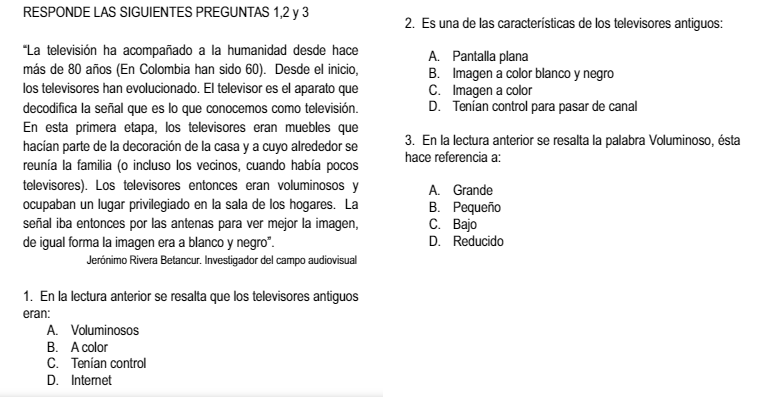 RESPONDE LAS SIGUIENTES PREGUNTAS 1,2 y 3
“La televisión ha acompañado a la humanidad desde hace
más de 80 años (En Colombia han sido 60). Desde el inicio,
los televisores han evolucionado. El televisor es el aparato que
decodifica la señal que es lo que conocemos como televisión.
En esta primera etapa, los televisores eran muebles que
hacían parte de la decoración de la casa y a cuyo alrededor se
reunía la familia (o incluso los vecinos, cuando había pocos
televisores). Los televisores entonces eran voluminosos y
ocupaban un lugar privilegiado en la sala de los hogares. La
señal iba entonces por las antenas para ver mejor la imagen,
de igual forma la imagen era a blanco y negro”.
Jerónimo Rivera Betancur. Investigador del campo audiovisual
1. En la lectura anterior se resalta que los televisores antiguos
eran:
A. Voluminosos
B. A color
C. Tenían control
D. Internet
2. Es una de las características de los televisores antiguos:
A. Pantalla plana
B. Imagen a color blanco y negro
C. Imagen a color
D. Tenían control para pasar de canal
3. En la lectura anterior se resalta la palabra Voluminoso, ésta
hace referencia a:
A. Grande
B. Pequeño
C. Bajo
D. Reducido